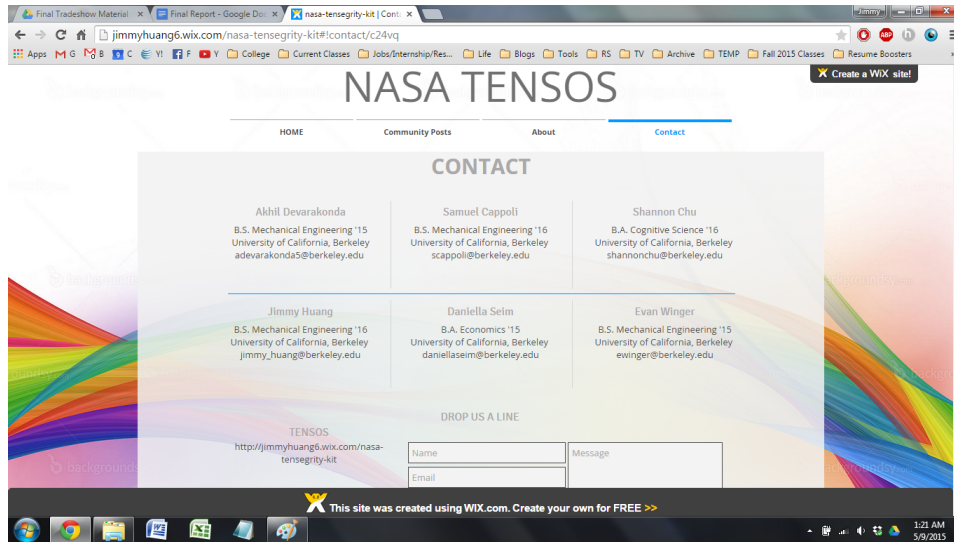 Final Tradeshow Material
Final Report - Google Doc
nasa-tensegrity-kit | Conta
Jimmy
jimmyhuang6.wix.com/nasa-tensegrity-kit#!contact/c24vq
ABP
Apps M G B C Y! F Y College Current Classes Jobs/Internship/Res... Life Blogs Tools RS TV Archive TEMP Fall 2015 Classes Resume Boosters
Create a WiX site!
NASA TENSOS
HOME Community Posts About Contact
CONTACT
Akhil Devarakonda
B.S. Mechanical Engineering '15
University of California, Berkeley
adevarakonda5@berkeley.edu
Samuel Cappoli
B.S. Mechanical Engineering '16
University of California, Berkeley
scappoli@berkeley.edu
Shannon Chu
B.A. Cognitive Science '16
University of California, Berkeley
shannonchu@berkeley.edu
Jimmy Huang
B.S. Mechanical Engineering '16
University of California, Berkeley
jimmy_huang@berkeley.edu
Daniella Seim
B.A. Economics '15
University of California, Berkeley
daniellaseim@berkeley.edu
Evan Winger
B.S. Mechanical Engineering '15
University of California, Berkeley
ewinger@berkeley.edu
DROP US A LINE
TENSOS
http://jimmyhuang6.wix.com/nasa-
tensegrity-kit
Name
Email
Message
This site was created using WIX.com. Create your own for FREE >>
1:21 AM
5/9/2015